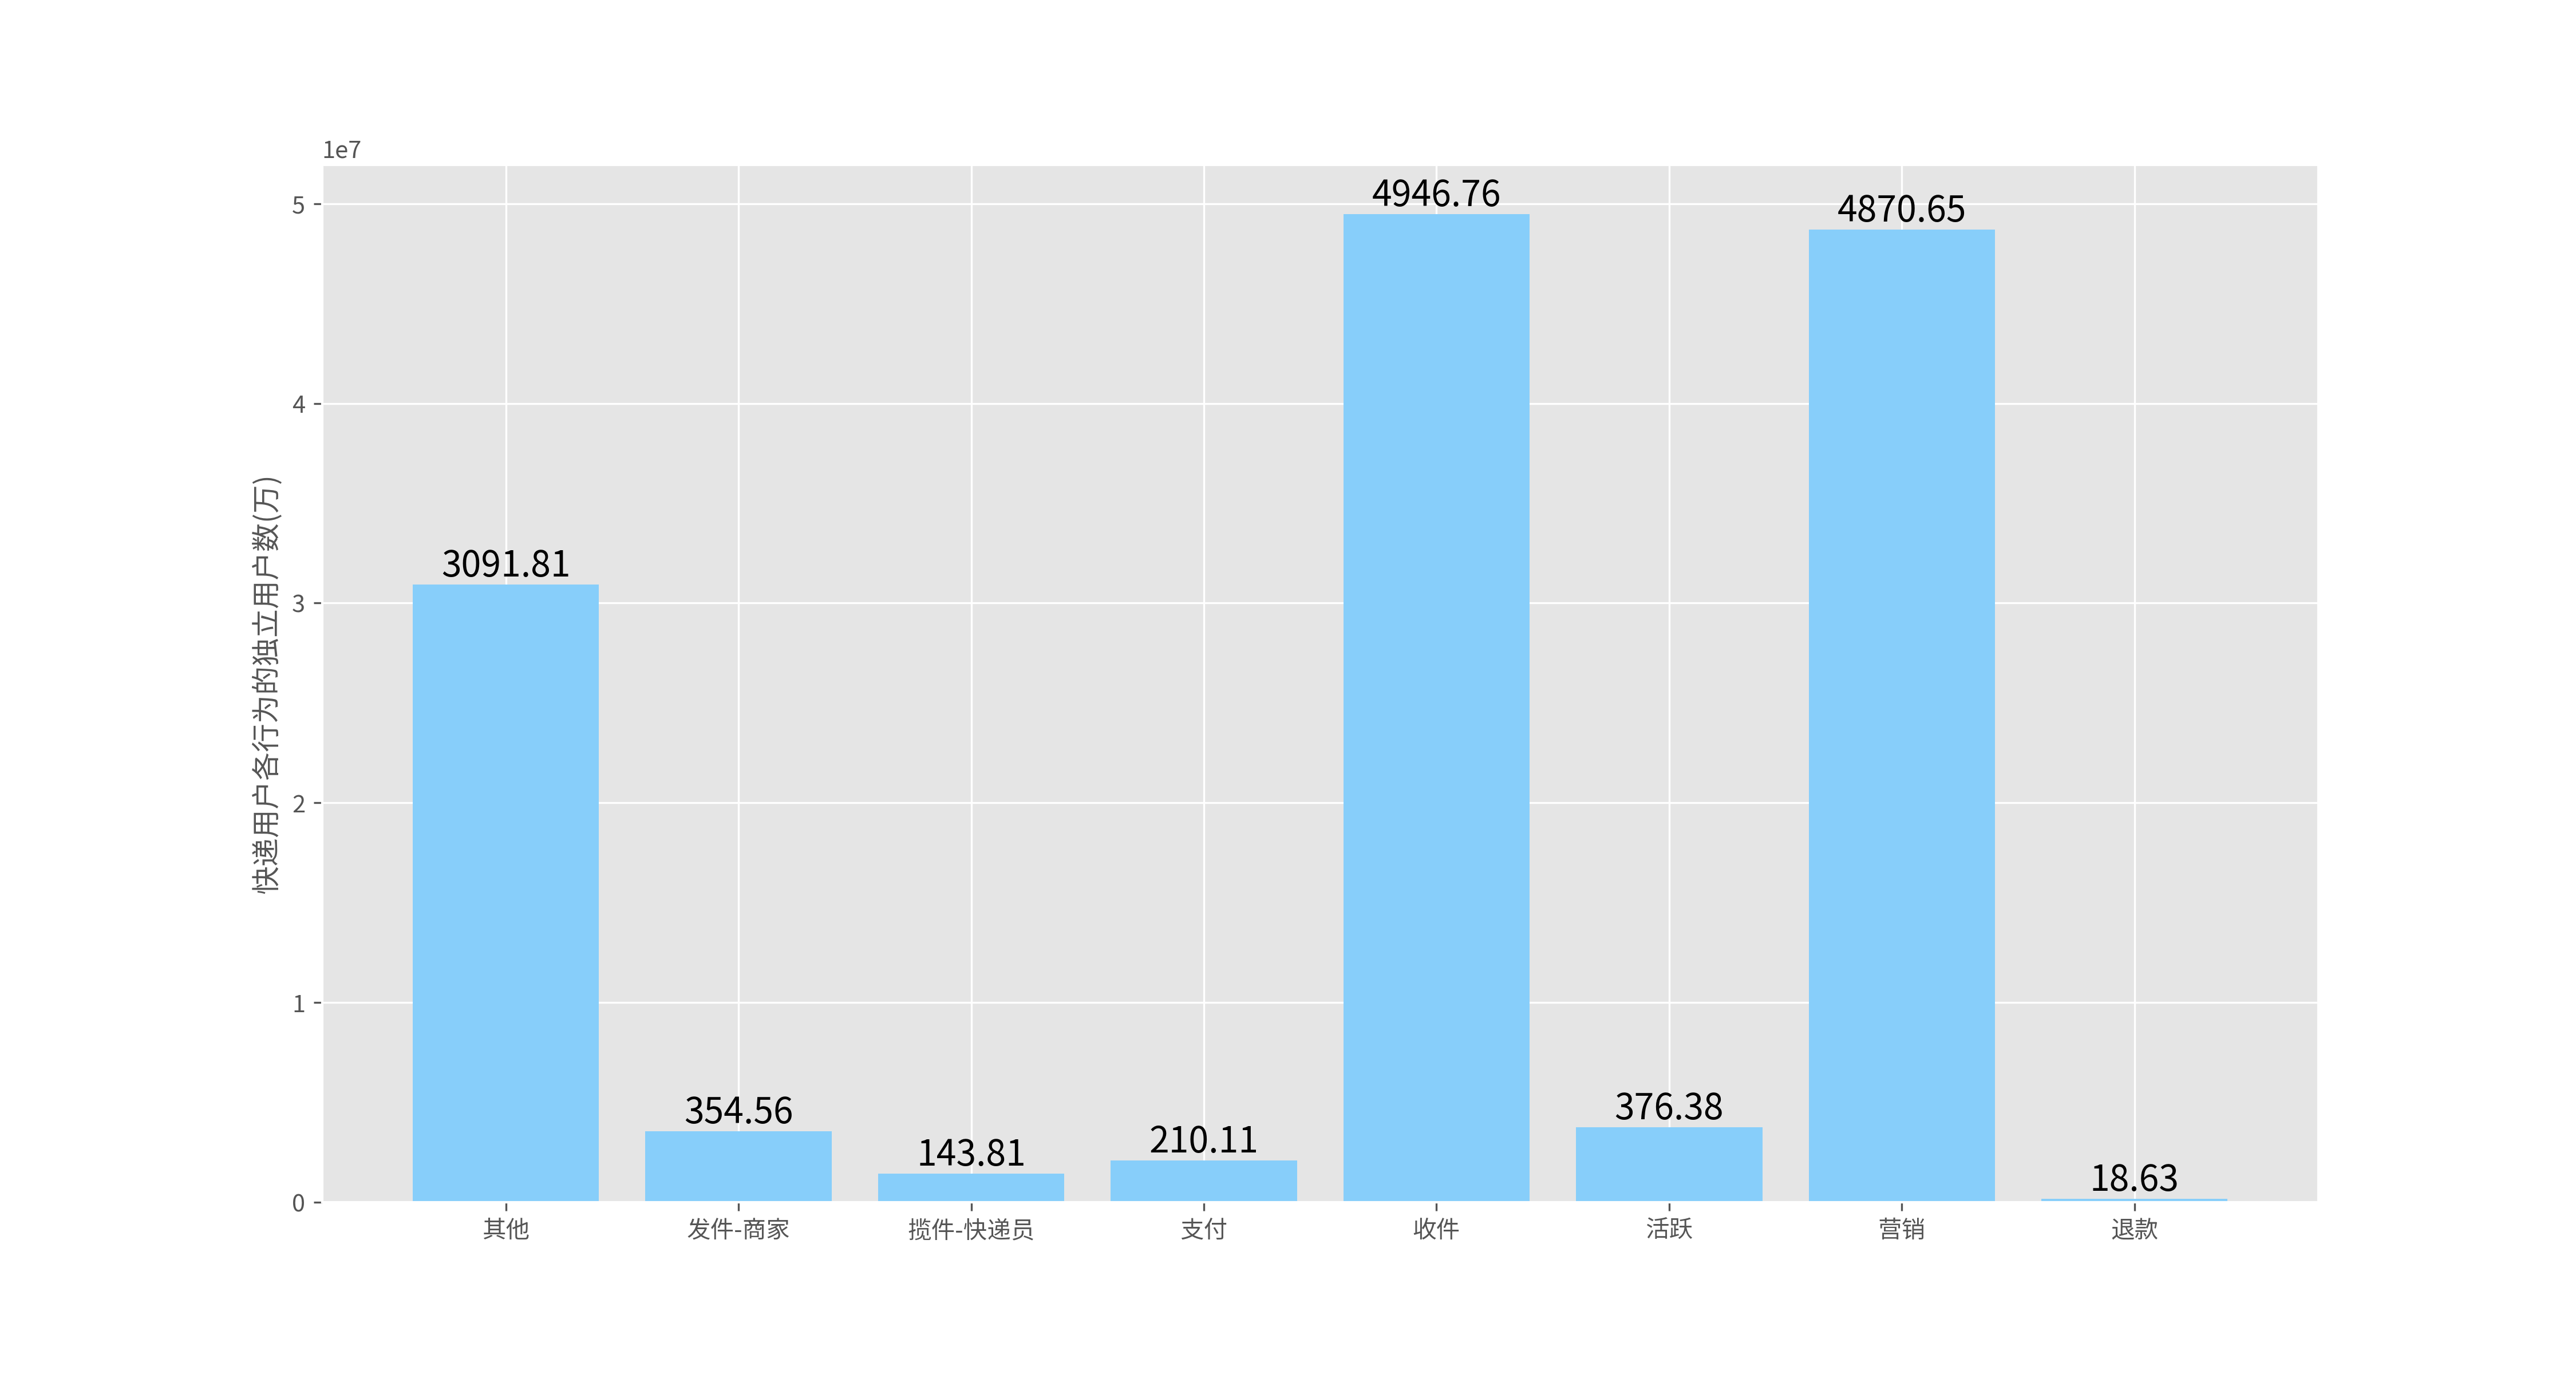 1e7
5
4
3
2
1
0
快递用户各行为的独立用户数(万)
3091.81
354.56
143.81
210.11
4946.76
376.38
4870.65
18.63
其他
发件-商家
揽件-快递员
支付
收件
活跃
营销
退款